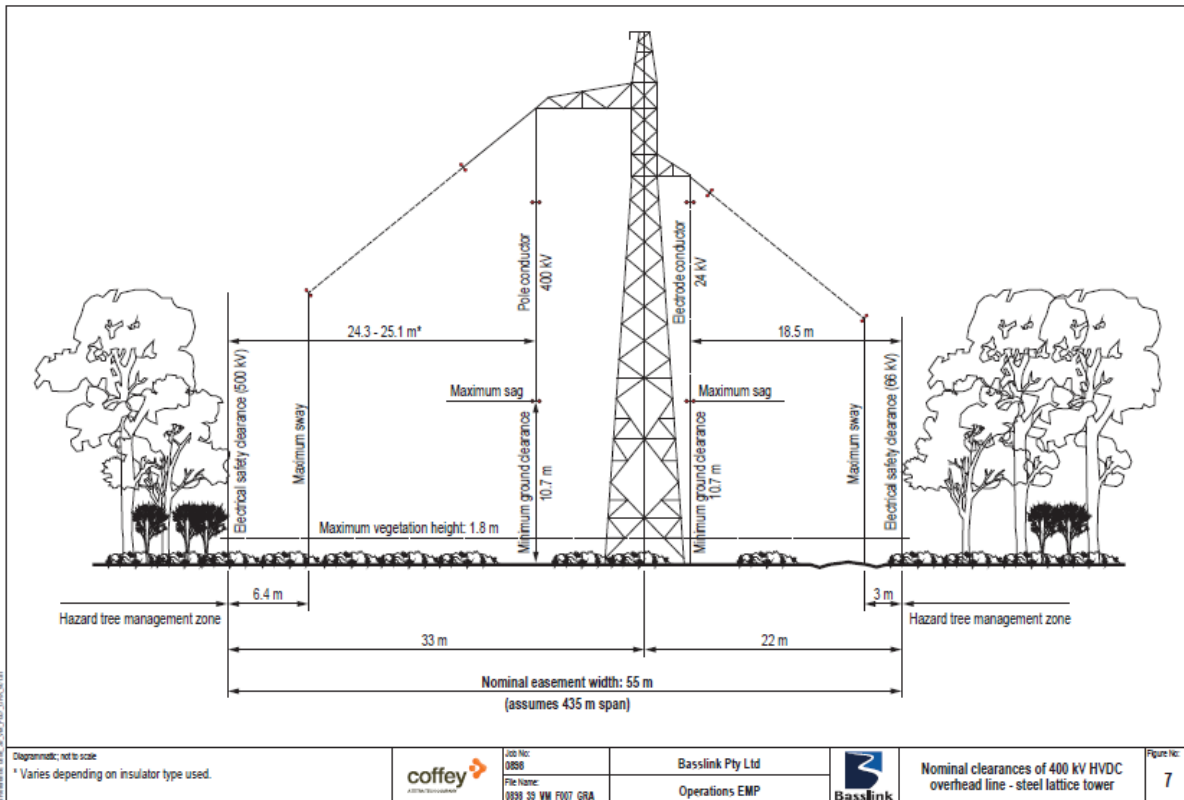 Pole conductor
400 kV
Electrode conductor
24 kV
24.3 - 25.1 m*
18.5 m
Electrical safety clearance (500 kV)
Maximum sway
Maximum sag
Minimum ground clearance
10.7 m
Maximum sag
Minimum ground clearance
10.7 m
Maximum sway
Electrical safety clearance (66 kV)
Maximum vegetation height: 1.8 m
6.4 m
3 m
Hazard tree management zone
Hazard tree management zone
33 m
22 m
Nominal easement width: 55 m
(assumes 435 m span)
Diagrammatic; not to scale
* Varies depending on insulator type used.
coffey
Job No:
0898
File Name:
0898_39_WM_F007_GRA
Basslink Pty Ltd
Operations EMP
Basslink
Nominal clearances of 400 kV HVDC
overhead line - steel lattice tower
Figure No:
7